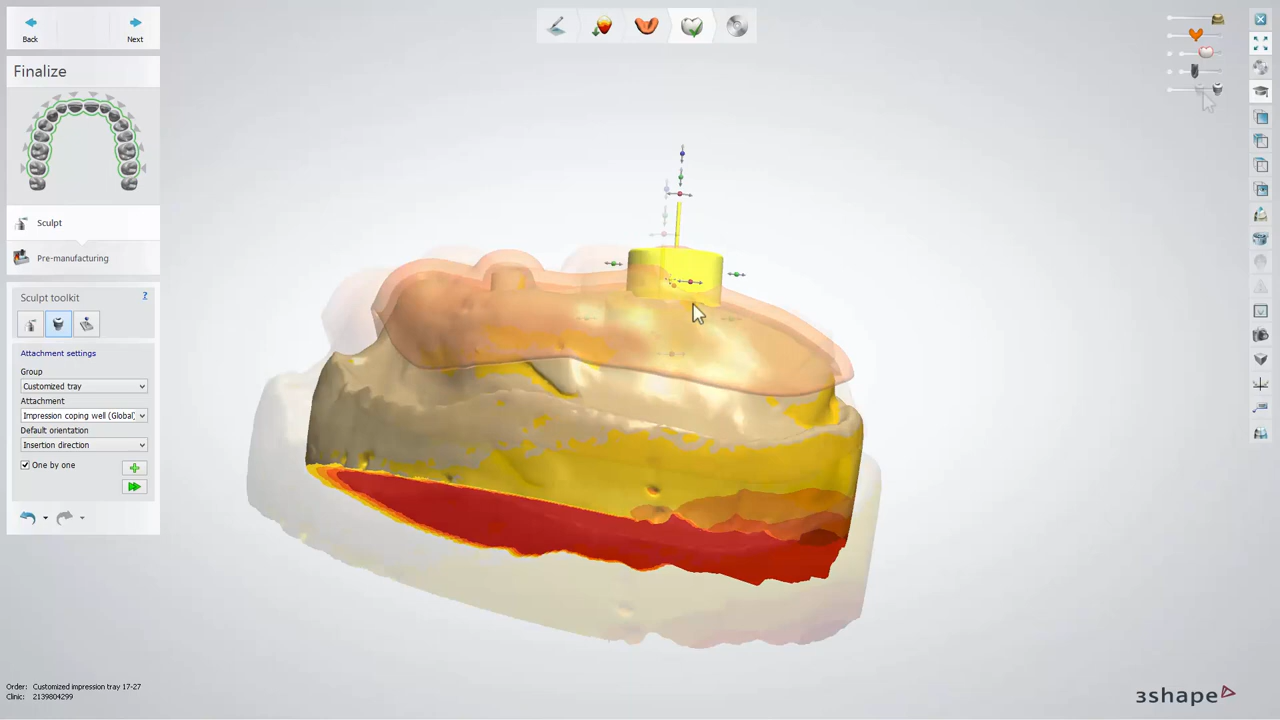 Back
Next
Finalize
Sculpt
Pre-manufacturing
Sculpt toolkit
?
Attachment settings
Group
Customized tray
Attachment
Impression coping well (Global)
Default orientation
Insertion direction
One by one
Order: Customized impression tray 17-27
Clinic: 2139804299
3shape